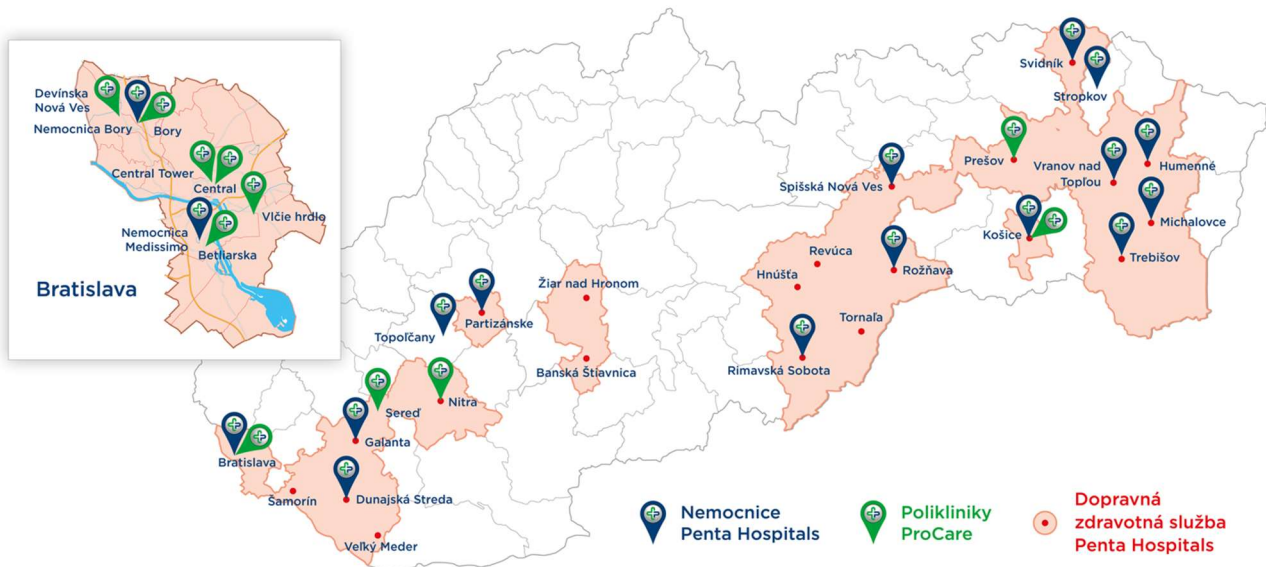 Devínska
Nová Ves
Nemocnica Bory
Bory
Central Tower
Central
Vlčie hrdlo
Nemocnica
Medissimo
Betliarska
Bratislava
Svidník
Stropkov
Prešov
Vranov nad
Topľou
Humenné
Spišská Nová Ves
Michalovce
Košice
Trebišov
Revúca
Rožňava
Hnúšťa
Tornaľa
Rimavská Sobota
Žiar nad Hronom
Partizánske
Topoľčany
Banská Štiavnica
Sereď
Nitra
Galanta
Bratislava
Šamorín
Dunajská Streda
Veľký Meder
Nemocnice
Penta Hospitals
Polikliniky
ProCare
Dopravná
zdravotná služba
Penta Hospitals